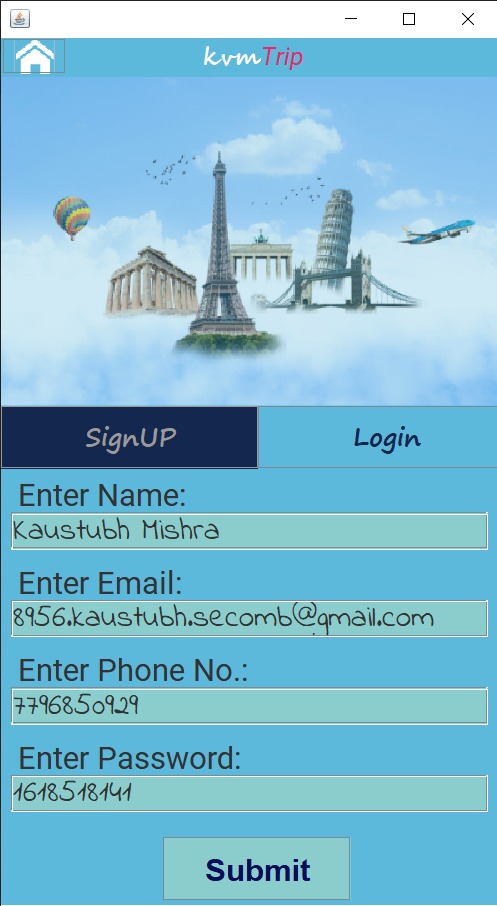 kvmTrip
SignUP Login
Enter Name:
Kaustubh Mishra
Enter Email:
8956.kaustubh.secomb@gmail.com
Enter Phone No.:
7796850929
Enter Password:
1618518141
Submit